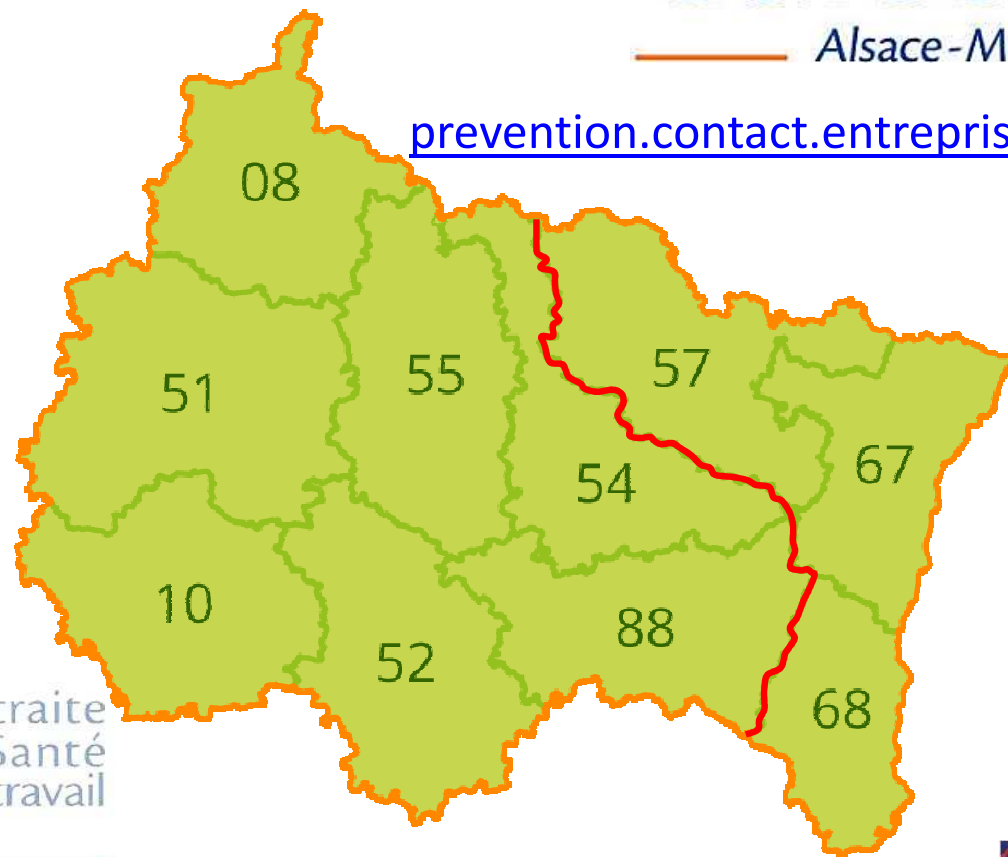 Alsace-M
prevention.contact.entrepris
08
57
55
51
67
54
10
88
52
68
traite
Santé
travail